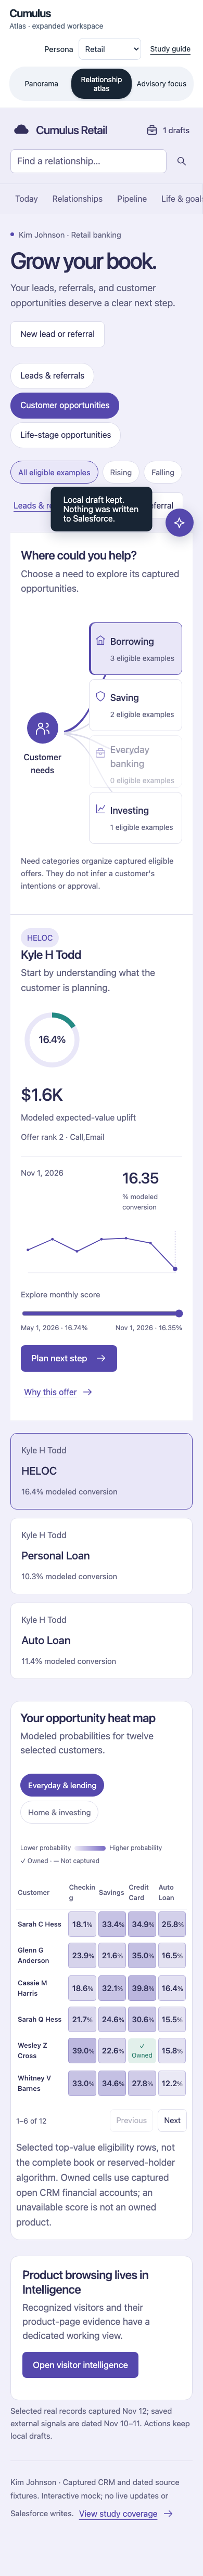 Cumulus
Atlas - expanded workspace
Persona
Retail
Study guide
Panorama
Relationship
atlas
Advisory focus
Cumulus Retail
1 drafts
Find a relationship...
Today
Relationships
Pipeline
Life & goals
Kim Johnson · Retail banking
Grow your book.
Your leads, referrals, and customer
opportunities deserve a clear next step.
New lead or referral
Leads & referrals
Customer opportunities
Life-stage opportunities
All eligible examples
Rising
Falling
Local draft kept.
Nothing was written
to Salesforce.
Where could you help?
Choose a need to explore its captured
opportunities.
Customer
needs
Borrowing
3 eligible examples
Saving
2 eligible examples
Everyday
banking
0 eligible examples
Investing
1 eligible examples
Need categories organize captured eligible
offers. They do not infer a customer's
intentions or approval.
HELOC
Kyle H Todd
Start by understanding what the
customer is planning.
16.4%
$1.6K
Modeled expected-value uplift
Offer rank 2 · Call,Email
Nov 1, 2026
16.35
% modeled
conversion
Explore monthly score
May 1, 2026 · 16.74%
Nov 1, 2026 · 16.35%
Plan next step
Why this offer
Kyle H Todd
HELOC
16.4% modeled conversion
Kyle H Todd
Personal Loan
10.3% modeled conversion
Kyle H Todd
Auto Loan
11.4% modeled conversion
Your opportunity heat map
Modeled probabilities for twelve
selected customers.
Everyday & lending
Home & investing
Lower probability
Higher probability
✓ Owned · — Not captured
Customer
Checkin
g
Savings
Credit
Card
Auto
Loan
Sarah C Hess
18.1%
33.4%
34.9%
25.8%
Glenn G
Anderson
23.9%
21.6%
35.0%
16.5%
Cassie M
Harris
18.6%
32.1%
39.8%
16.4%
Sarah Q Hess
21.7%
24.6%
30.6%
15.5%
Wesley Z
Cross
39.0%
22.6%
✓
Owned
15.8%
Whitney V
Barnes
33.0%
34.6%
27.8%
12.2%
1–6 of 12
Previous
Next
Selected top-value eligibility rows, not
the complete book or reserved-holder
algorithm. Owned cells use captured
open CRM financial accounts; an
unavailable score is not an owned
product.
Product browsing lives in
Intelligence
Recognized visitors and their
product-page evidence have a
dedicated working view.
Open visitor intelligence
Selected real records captured Nov 12; saved
external signals are dated Nov 10–11. Actions keep
local drafts.
Kim Johnson · Captured CRM and dated source
fixtures. Interactive mock; no live updates or
Salesforce writes.
View study coverage